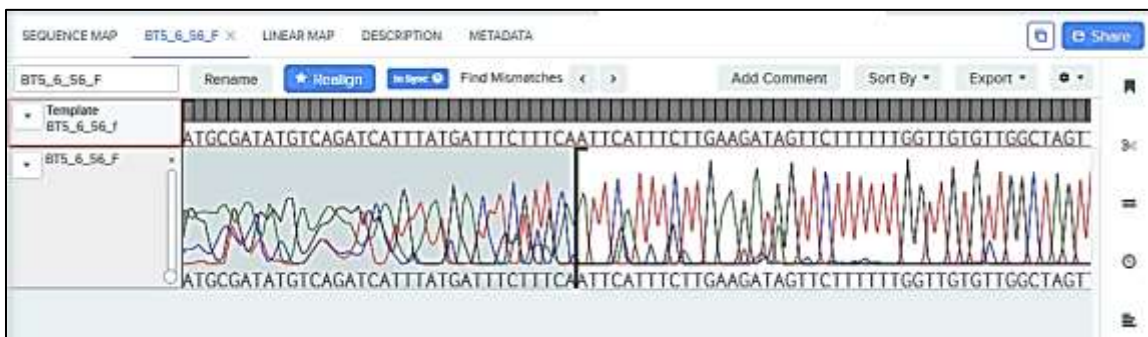 SEQUENCE MAP BT5_6_56_F × LINEAR MAP DESCRIPTION METADATA Share
BT5_6_56_F Rename Realign In Sync Find Mismatches < > Add Comment Sort By Export
Template
BT5_6_56_f
ATGCGATATGTCAGATCATTTATGATTTCTTTCAATTCATTTCTTGAAGATAGTTCTTTTTTGGTTGTGTTGGCTAGT
BT5_6_56_F ×
ATGCGATATGTCAGATCATTTATGATTTCTTTCAATTCATTTCTTGAAGATAGTTCTTTTTTGGTTGTGTTGGCTAGT